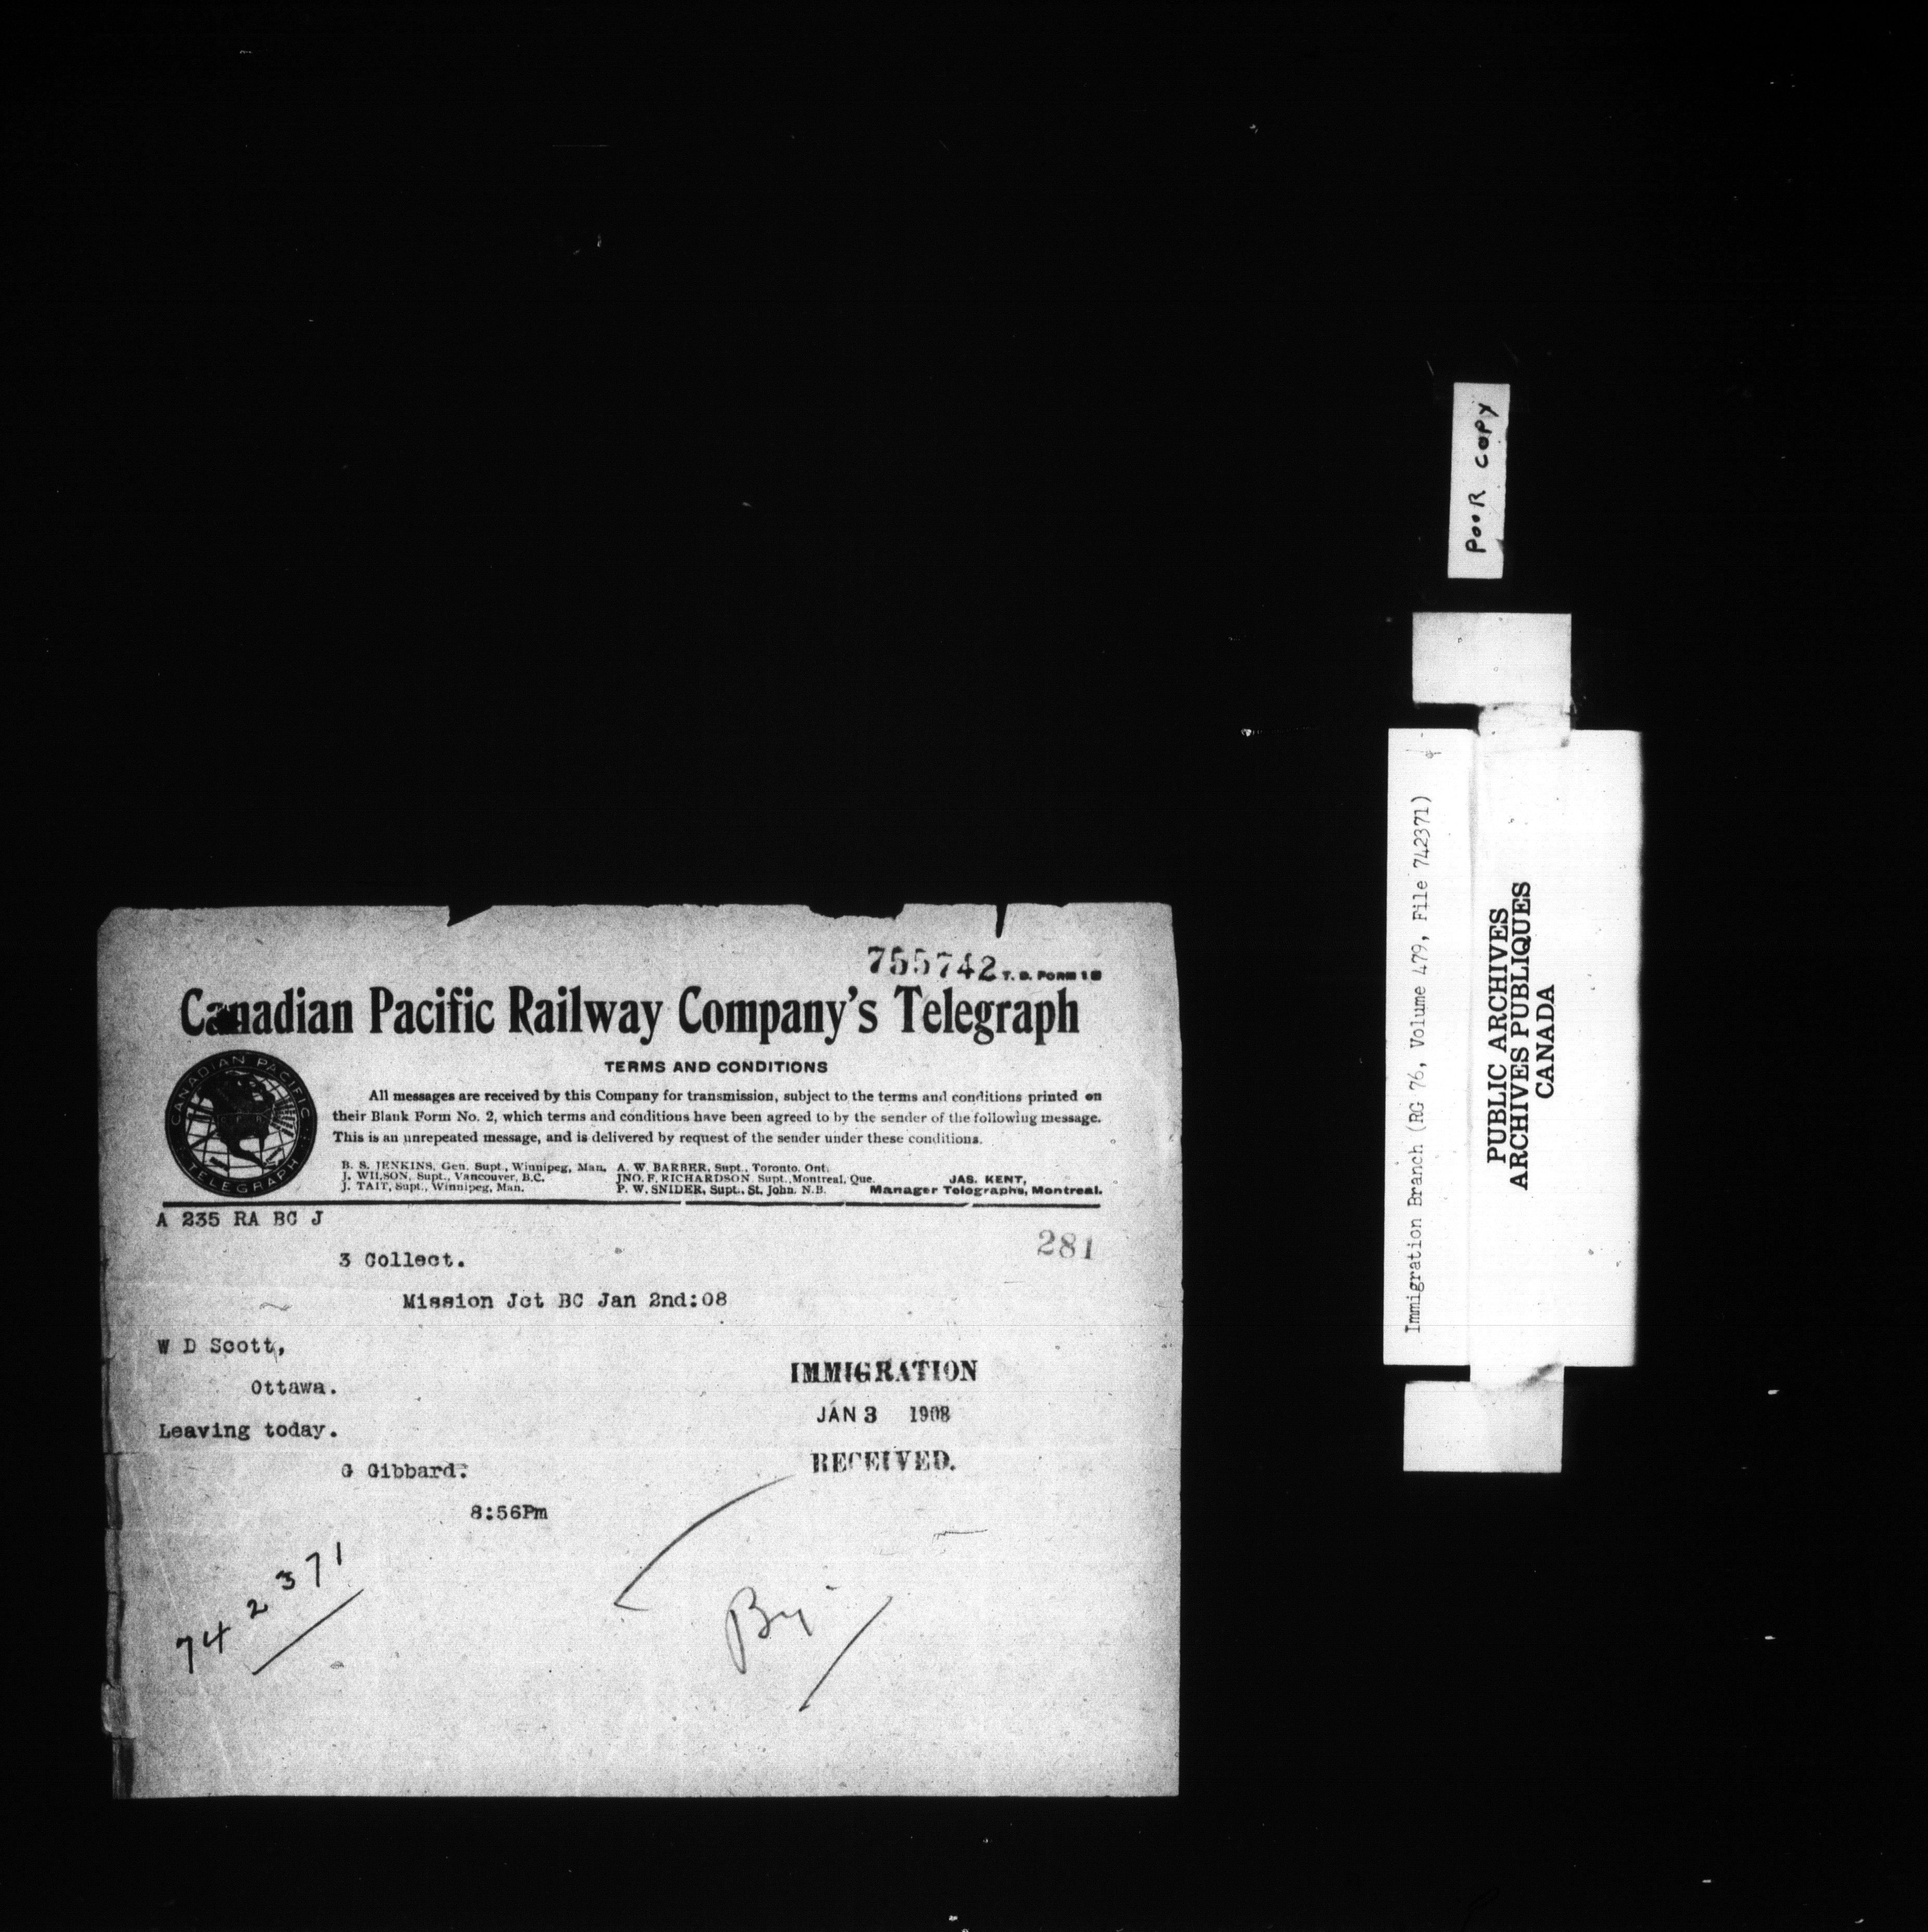 755742 T. D. FORM 1
Canadian Pacific Railway Company's Telegraph
CANADIAN PACIFIC
TELEGRAPH
TERMS AND CONDITIONS
All messages are received by this Company for transmission, subject to the terms and conditions printed on
their Blank Form No. 2, which terms and conditions have been agreed to by the sender of the following message.
This is an unrepeated message, and is delivered by request of the sender under these conditions.
B. S. JENKINS, Gen. Supt., Winnipeg, Man. A. W. BARBER, Supt., Toronto, Ont.
J. WILSON, Supt., Vancouver, B.C. JNO. F. RICHARDSON, Supt., Montreal, Que. JAS. KENT,
J. TAIT, Supt., Winnipeg, Man. P. W. SNIDER, Supt., St. John, N.B. Manager Telegraphs, Montreal.
A 235 RA BC J
281
3 Collect.
Mission Jct BC Jan 2nd:08
W D Scott,
Ottawa.
Leaving today.
G Gibbard.
8:56Pm
IMMIGRATION
JAN 3 1908
RECEIVED.
742371
POOR COPY
Immigration Branch (RG 76, Volume 479, File 742371)
PUBLIC ARCHIVES
ARCHIVES PUBLIQUES
CANADA